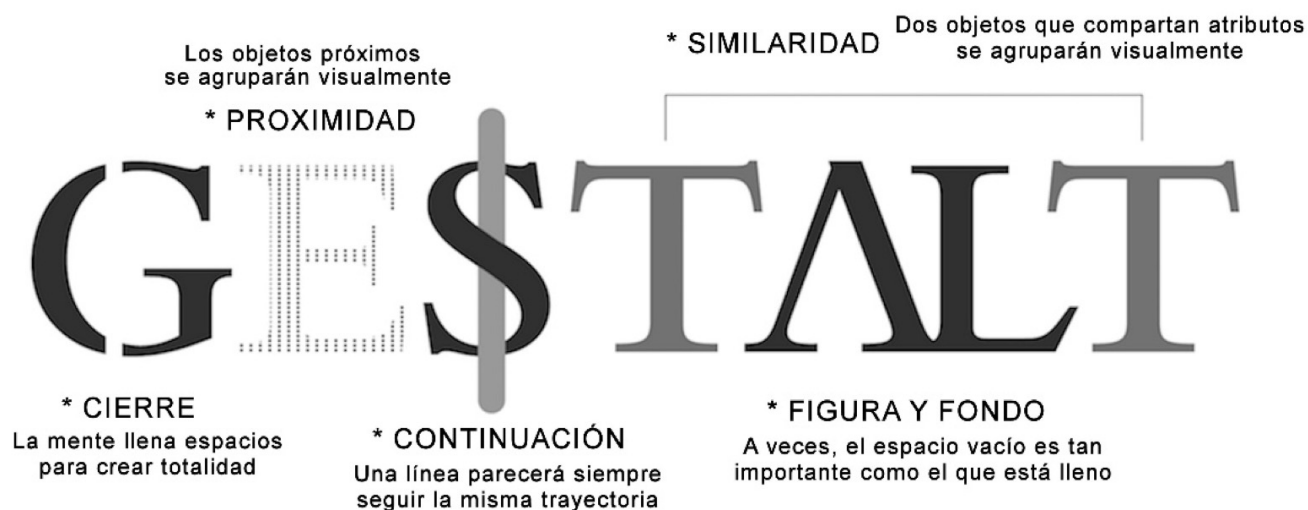 Los objetos próximos
se agruparán visualmente
* PROXIMIDAD
* SIMILARIDAD
Dos objetos que compartan atributos
se agruparán visualmente
GESTALT
* CIERRE
La mente llena espacios
para crear totalidad
* CONTINUACIÓN
Una línea parecerá siempre
seguir la misma trayectoria
* FIGURA Y FONDO
A veces, el espacio vacío es tan
importante como el que está lleno